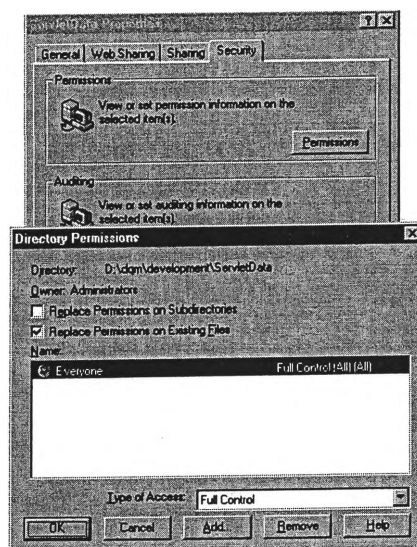 ServletData Properties
General Web Sharing Sharing Security
Permissions
View or set permission information on the
selected item(s).
Permissions
Auditing
View or set auditing information on the
selected item(s).
Directory Permissions
Directory: D:\dqm\development\ServletData
Owner: Administrators
Replace Permissions on Subdirectories
Replace Permissions on Existing Files
Name:
Everyone Full Control (All) (All)
Type of Access: Full Control
OK Cancel Add... Remove Help